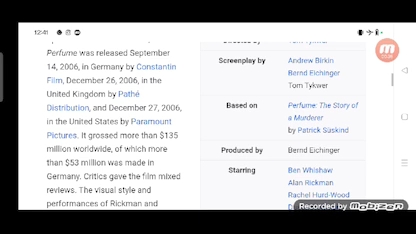 12:41
Perfume was released September
14, 2006, in Germany by Constantin
Film, December 26, 2006, in the
United Kingdom by Pathé
Distribution, and December 27, 2006,
in the United States by Paramount
Pictures. It grossed more than $135
million worldwide, of which more
than $53 million was made in
Germany. Critics gave the film mixed
reviews. The visual style and
performances of Rickman and
Directed by Tom Tykwer
Screenplay by Andrew Birkin
Bernd Eichinger
Tom Tykwer
Based on Perfume: The Story of
a Murderer
by Patrick Süskind
Produced by Bernd Eichinger
Starring Ben Whishaw
Alan Rickman
Rachel Hurd-Wood
Recorded by Mobizen